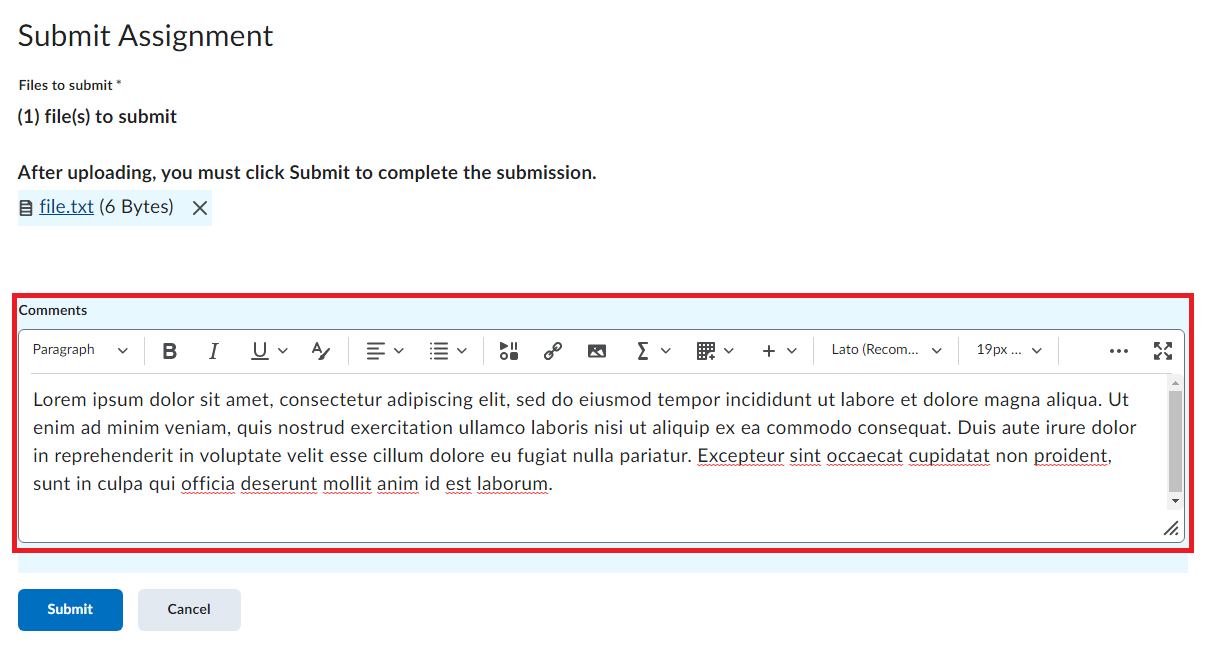 Submit Assignment
Files to submit *
(1) file(s) to submit
After uploading, you must click Submit to complete the submission.
file.txt (6 Bytes)
Comments
Paragraph B I U A Σ + Lato (Recom... 19px ... ...
Lorem ipsum dolor sit amet, consectetur adipiscing elit, sed do eiusmod tempor incididunt ut labore et dolore magna aliqua. Ut
enim ad minim veniam, quis nostrud exercitation ullamco laboris nisi ut aliquip ex ea commodo consequat. Duis aute irure dolor
in reprehenderit in voluptate velit esse cillum dolore eu fugiat nulla pariatur. Excepteur sint occaecat cupidatat non proident,
sunt in culpa qui officia deserunt mollit anim id est laborum.
Submit Cancel